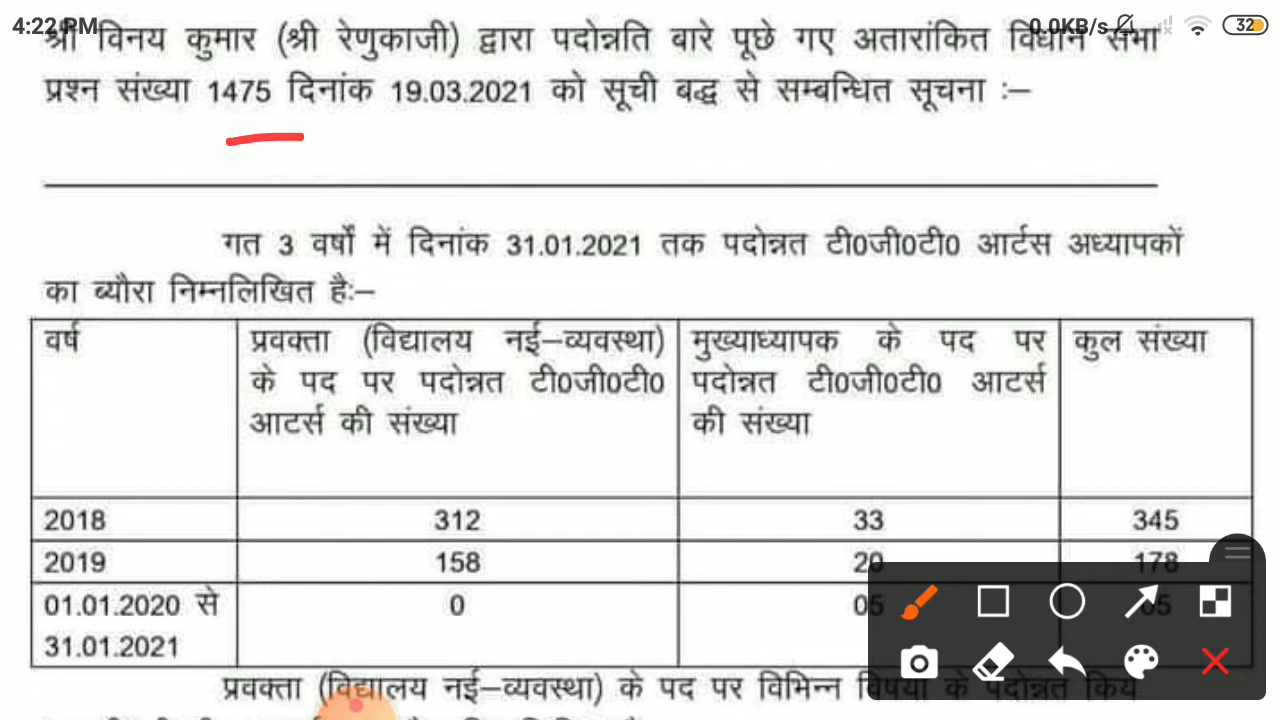 4:22 PM
0.0KB/s
32
श्री विनय कुमार (श्री रेणुकाजी) द्वारा पदोन्नति बारे पूछे गए अतारांकित विधान सभा
प्रश्न संख्या 1475 दिनांक 19.03.2021 को सूची बद्ध से सम्बन्धित सूचना :–
गत 3 वर्षों में दिनांक 31.01.2021 तक पदोन्नत टी0जी0टी0 आर्टस अध्यापकों
का ब्यौरा निम्नलिखित है:–
वर्ष
प्रवक्ता (विद्यालय नई–व्यवस्था)
के पद पर पदोन्नत टी0जी0टी0
आटर्स की संख्या
मुख्याध्यापक के पद पर
पदोन्नत टी0जी0टी0 आटर्स
की संख्या
कुल संख्या
2018 312 33 345
2019 158 20 178
01.01.2020 से 0 05 05
31.01.2021
प्रवक्ता (विद्यालय नई–व्यवस्था) के पद पर विभिन्न विषयों के पदोन्नत किये